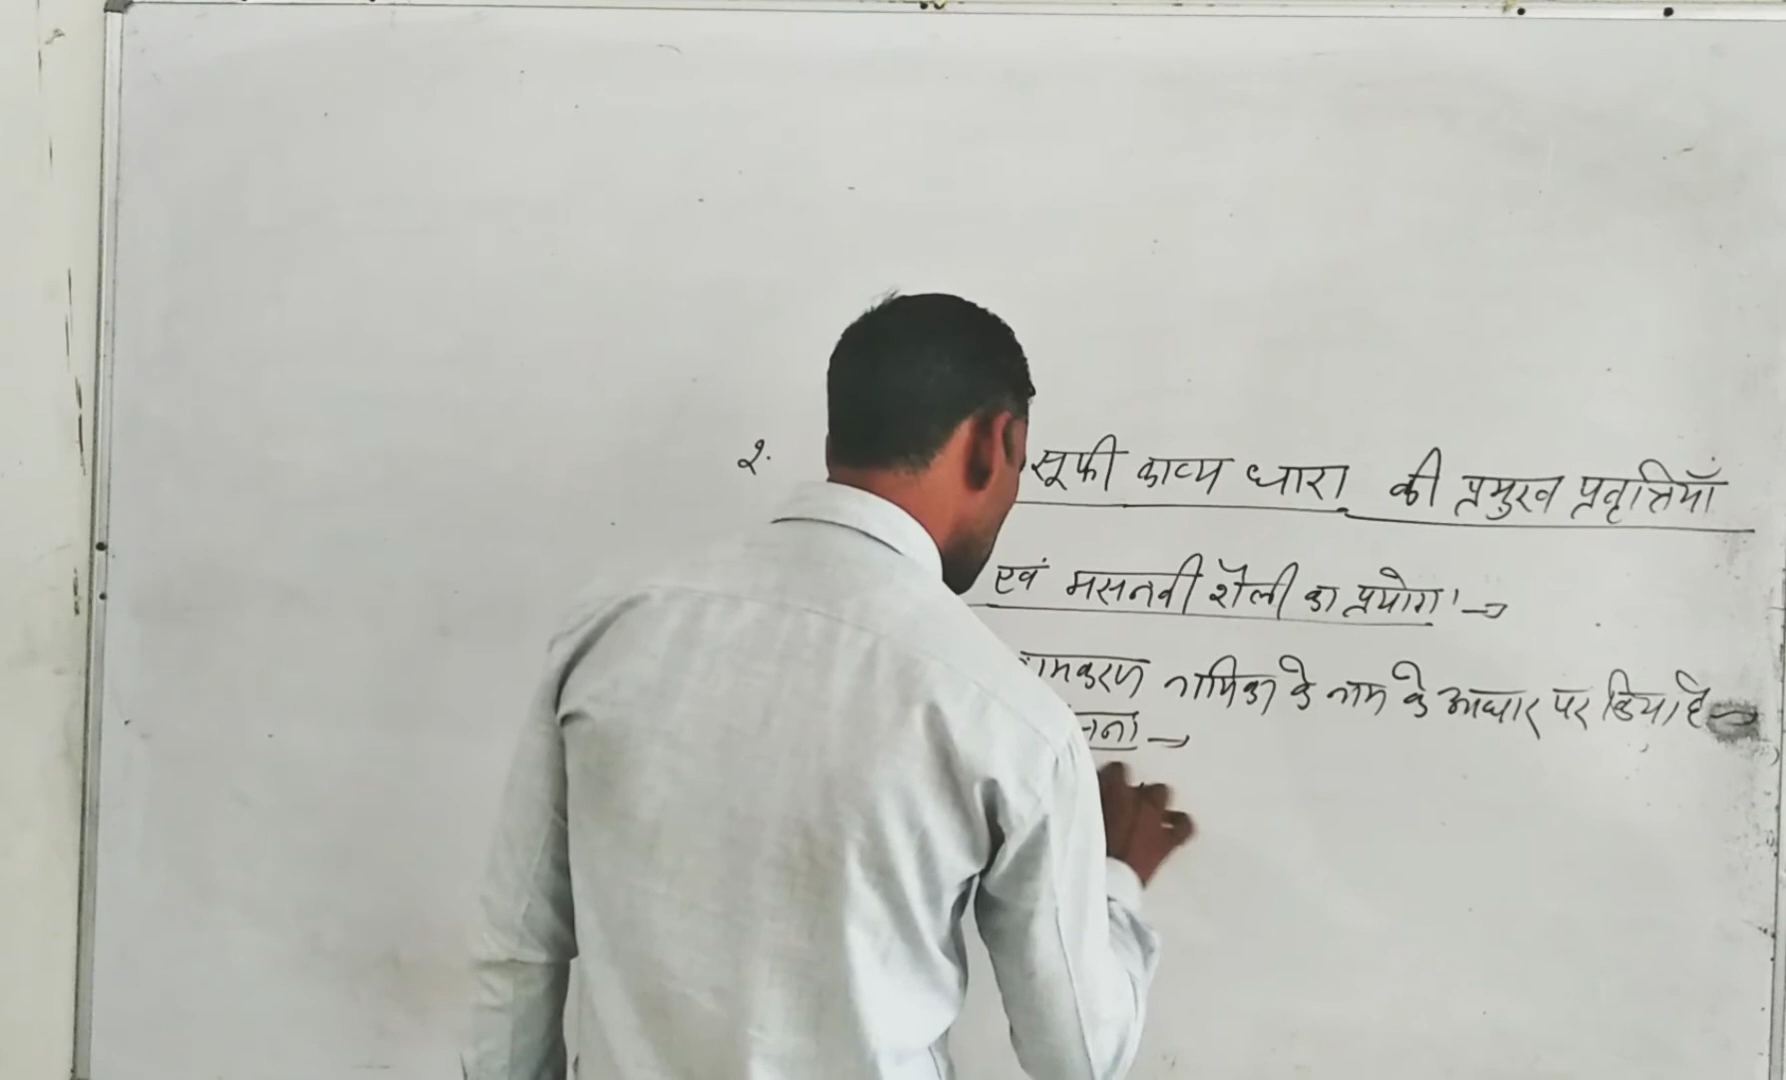 २. सूफी काव्य धारा की प्रमुख प्रवृत्तियाँ
एवं मसनवी शैली का प्रयोग।→
नामकरण नायिका के नाम के आधार पर किया है→